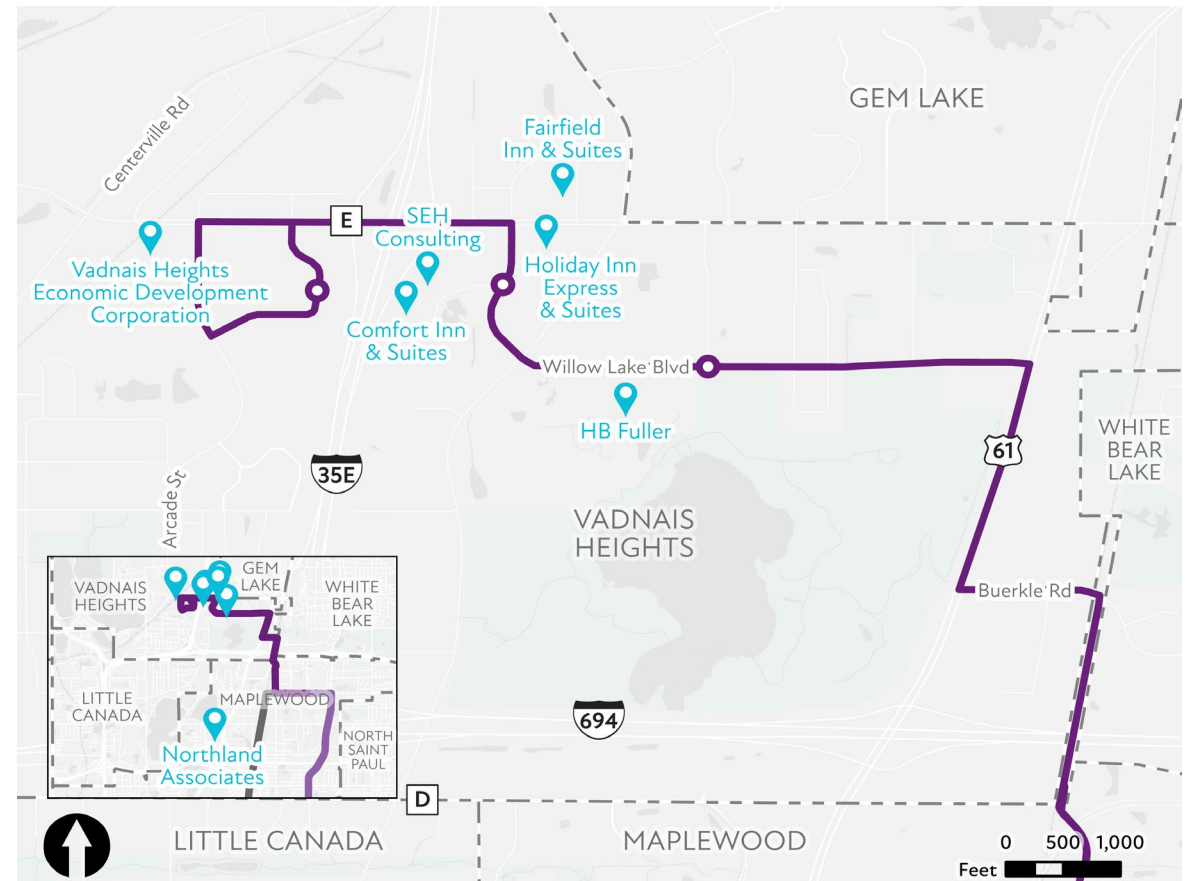 GEM LAKE
Centerville Rd
Fairfield
Inn & Suites
E
SEH
Consulting
Vadnais Heights
Economic Development
Corporation
Holiday Inn
Express
& Suites
Comfort Inn
& Suites
Willow Lake Blvd
HB Fuller
61
WHITE
BEAR
LAKE
35E
Arcade St
VADNAIS
HEIGHTS
Buerkle Rd
694
VADNAIS
HEIGHTS
GEM
LAKE
WHITE
BEAR
LAKE
LITTLE
CANADA
MAPLEWOOD
NORTH
SAINT
PAUL
Northland
Associates
D
LITTLE CANADA
MAPLEWOOD
0 500 1,000
Feet